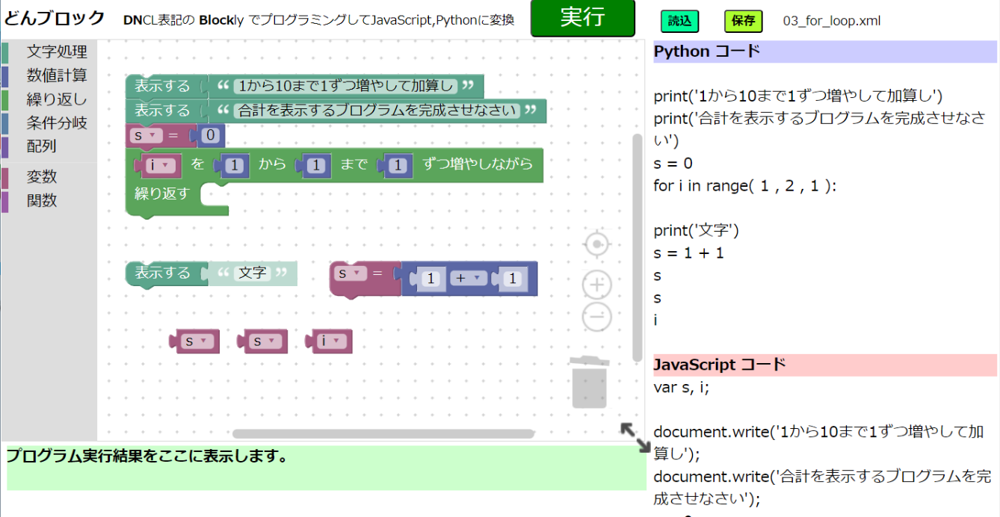 どんブロック DNCL表記の Blockly でプログラミングしてJavaScript,Pythonに変換 実行 読込 保存 03_for_loop.xml
文字処理
数値計算
繰り返し
条件分岐
配列
変数
関数
表示する “ 1から10まで1ずつ増やして加算し ”
表示する “ 合計を表示するプログラムを完成させなさい ”
s = 0
i を 1 から 1 まで 1 ずつ増やしながら
繰り返す
表示する “ 文字 ”
s = 1 + 1
s s i
プログラム実行結果をここに表示します。
Python コード
print('1から10まで1ずつ増やして加算し')
print('合計を表示するプログラムを完成させなさ
い')
s = 0
for i in range( 1 , 2 , 1 ):
print('文字')
s = 1 + 1
s
s
i
JavaScript コード
var s, i;
document.write('1から10まで1ずつ増やして加
算し');
document.write('合計を表示するプログラムを完
成させなさい');